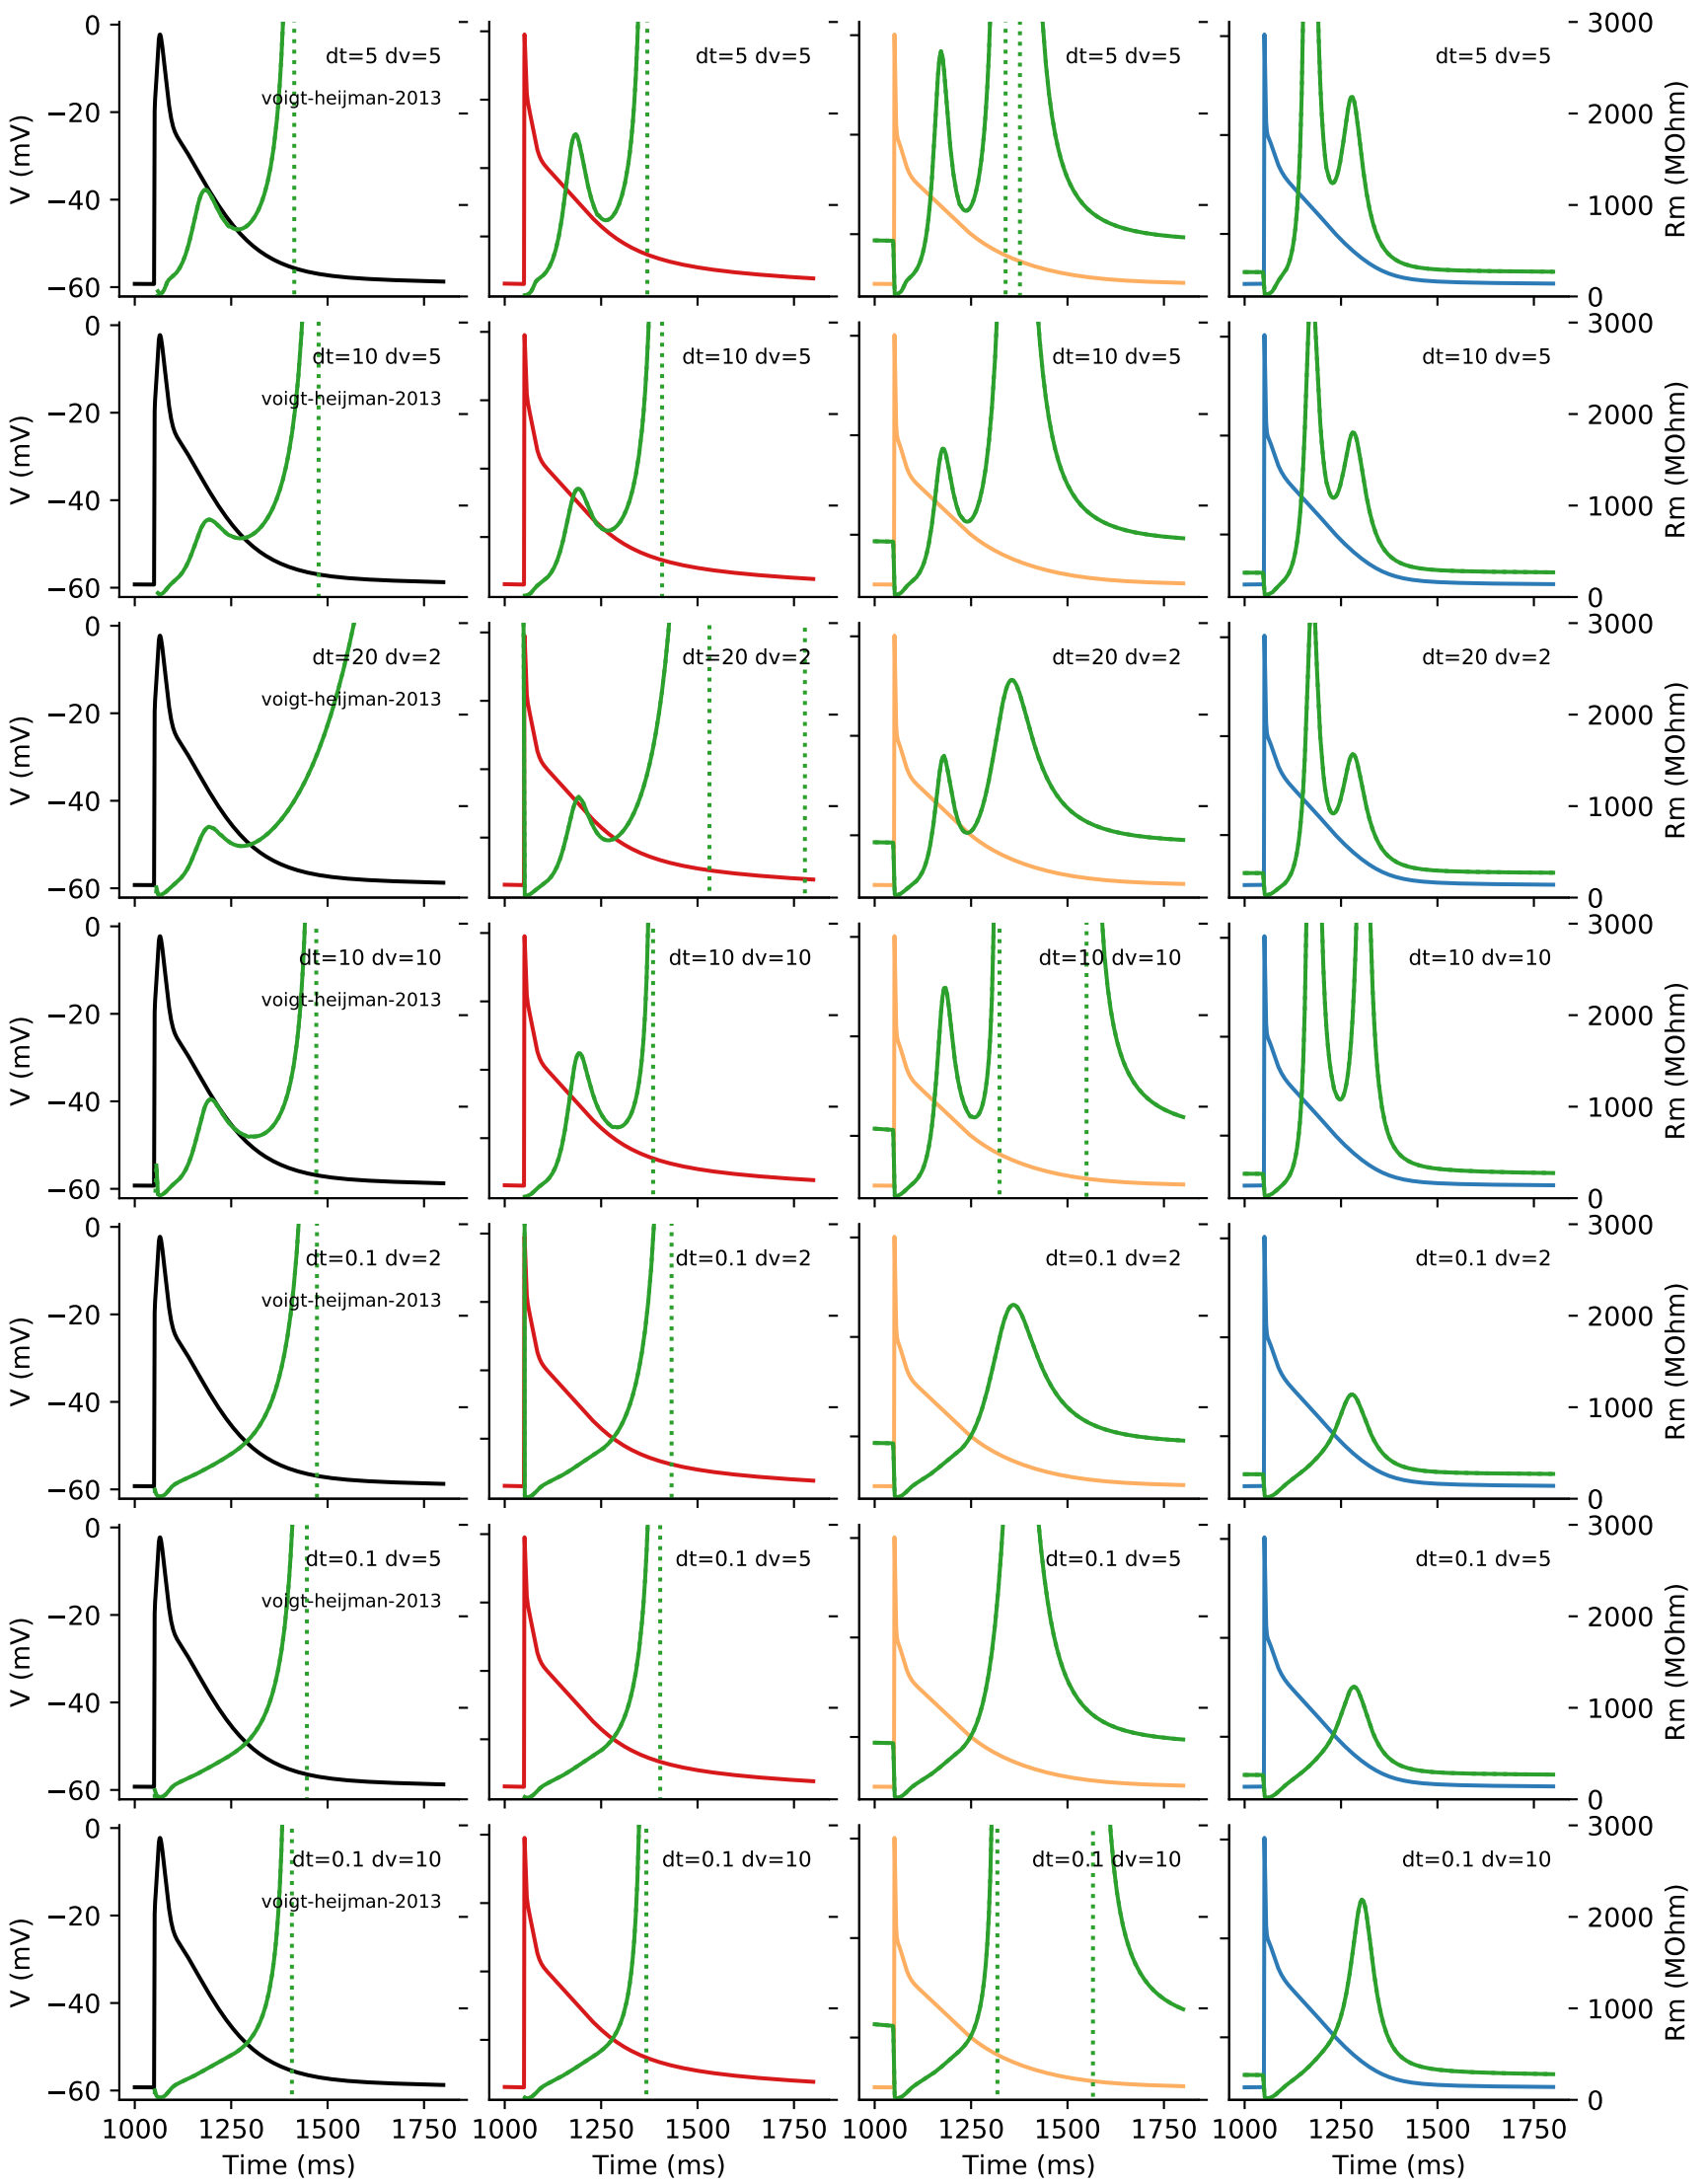 0
−20
−40
−60
V (mV)
dt=5 dv=5
voigt-heijman-2013
dt=5 dv=5
dt=5 dv=5
dt=5 dv=5
3000
2000
1000
0
Rm (MOhm)
0
−20
−40
−60
V (mV)
dt=10 dv=5
voigt-heijman-2013
dt=10 dv=5
dt=10 dv=5
dt=10 dv=5
3000
2000
1000
0
Rm (MOhm)
0
−20
−40
−60
V (mV)
dt=20 dv=2
voigt-heijman-2013
dt=20 dv=2
dt=20 dv=2
dt=20 dv=2
3000
2000
1000
0
Rm (MOhm)
0
−20
−40
−60
V (mV)
dt=10 dv=10
voigt-heijman-2013
dt=10 dv=10
dt=10 dv=10
dt=10 dv=10
3000
2000
1000
0
Rm (MOhm)
0
−20
−40
−60
V (mV)
dt=0.1 dv=2
voigt-heijman-2013
dt=0.1 dv=2
dt=0.1 dv=2
dt=0.1 dv=2
3000
2000
1000
0
Rm (MOhm)
0
−20
−40
−60
V (mV)
dt=0.1 dv=5
voigt-heijman-2013
dt=0.1 dv=5
dt=0.1 dv=5
dt=0.1 dv=5
3000
2000
1000
0
Rm (MOhm)
0
−20
−40
−60
V (mV)
dt=0.1 dv=10
voigt-heijman-2013
dt=0.1 dv=10
dt=0.1 dv=10
dt=0.1 dv=10
3000
2000
1000
0
Rm (MOhm)
1000 1250 1500 1750
1000 1250 1500 1750
1000 1250 1500 1750
1000 1250 1500 1750
Time (ms)
Time (ms)
Time (ms)
Time (ms)